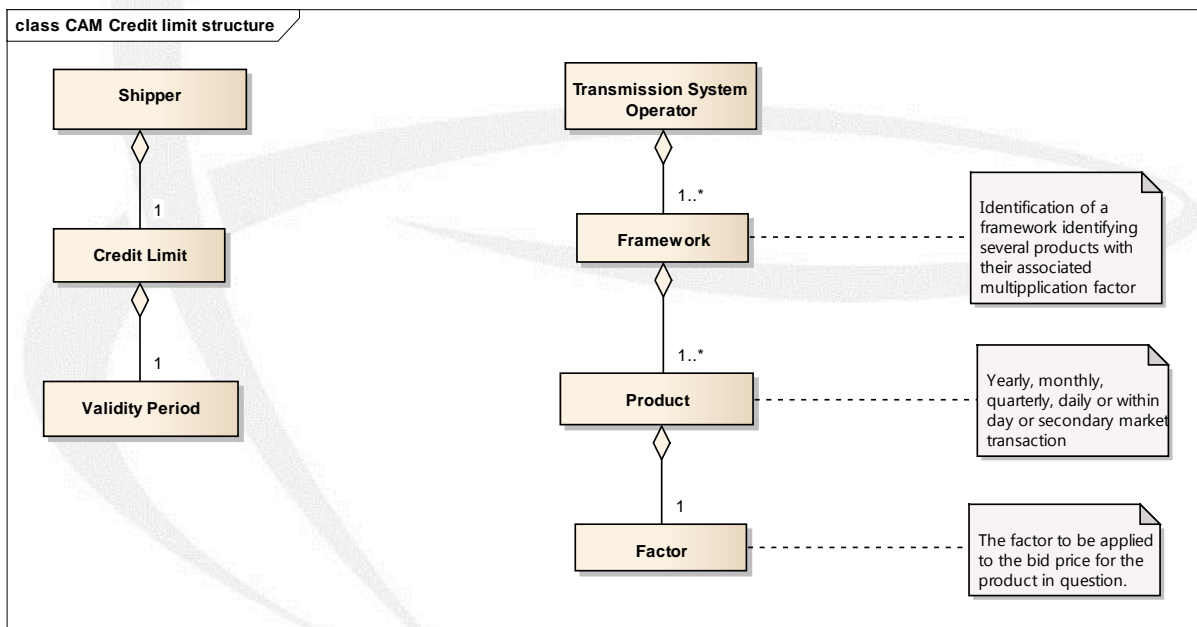 class CAM Credit limit structure
Shipper
1
Credit Limit
1
Validity Period
Transmission System
Operator
1..*
Framework
1..*
Product
1
Factor
Identification of a
framework identifying
several products with
their associated
multipplication factor
Yearly, monthly,
quarterly, daily or within
day or secondary market
transaction
The factor to be applied
to the bid price for the
product in question.